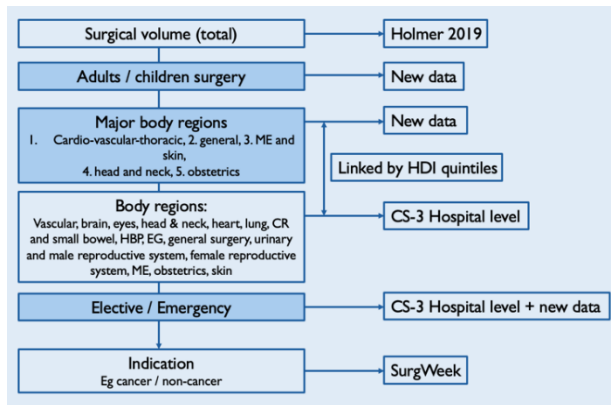 Surgical volume (total)
Holmer 2019
Adults / children surgery
New data
Major body regions
1. Cardio-vascular-thoracic, 2. general, 3. ME and
skin,
4. head and neck, 5. obstetrics
New data
Linked by HDI quintiles
Body regions:
Vascular, brain, eyes, head & neck, heart, lung, CR
and small bowel, HBP, EG, general surgery, urinary
and male reproductive system, female reproductive
system, ME, obstetrics, skin
CS-3 Hospital level
Elective / Emergency
CS-3 Hospital level + new data
Indication
Eg cancer / non-cancer
SurgWeek